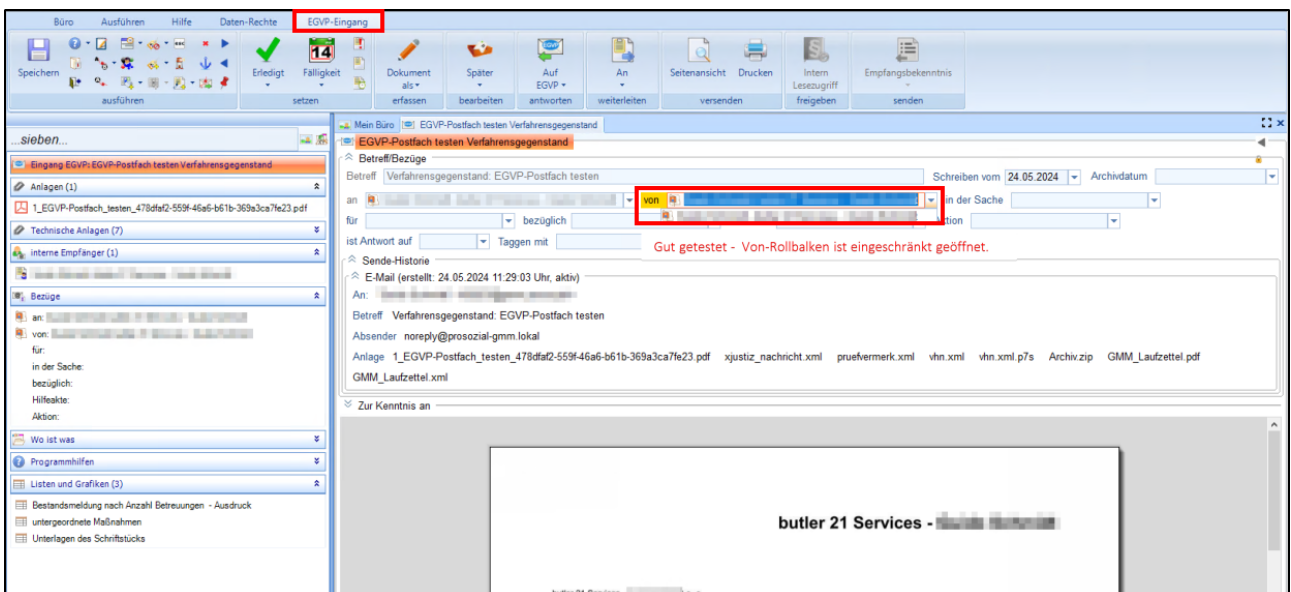 Büro Ausführen Hilfe Daten-Rechte EGVP-Eingang
14
Speichern Erledigt Fälligkeit Dokument als Später Auf EGVP An Seitenansicht Drucken Intern Lesezugriff Empfangsbekenntnis
ausführen setzen erfassen bearbeiten antworten weiterleiten versenden freigeben senden
...sieben...
Eingang EGVP: EGVP-Postfach testen Verfahrensgegenstand
Anlagen (1)
1_EGVP-Postfach_testen_478dfaf2-559f-46a6-b61b-369a3ca7fe23.pdf
Technische Anlagen (7)
interne Empfänger (1)
Bezüge
an:
von:
für:
in der Sache:
bezüglich:
Hilfeakte:
Aktion:
Wo ist was
Programmhilfen
Listen und Grafiken (3)
Bestandsmeldung nach Anzahl Betreuungen - Ausdruck
untergeordnete Maßnahmen
Unterlagen des Schriftstücks
Mein Büro EGVP-Postfach testen Verfahrensgegenstand
EGVP-Postfach testen Verfahrensgegenstand
Betreff/Bezüge
Betreff Verfahrensgegenstand: EGVP-Postfach testen Schreiben vom 24.05.2024 Archivdatum
an von in der Sache
für bezüglich
ist Antwort auf Taggen mit
Gut getestet - Von-Rollbalken ist eingeschränkt geöffnet.
Sende-Historie
E-Mail (erstellt: 24.05.2024 11:29:03 Uhr, aktiv)
An:
Betreff Verfahrensgegenstand: EGVP-Postfach testen
Absender noreply@prosozial-gmm.lokal
Anlage 1_EGVP-Postfach_testen_478dfaf2-559f-46a6-b61b-369a3ca7fe23.pdf xjustiz_nachricht.xml pruefvermerk.xml vhn.xml vhn.xml.p7s Archiv.zip GMM_Laufzettel.pdf
GMM_Laufzettel.xml
Zur Kenntnis an
butler 21 Services -